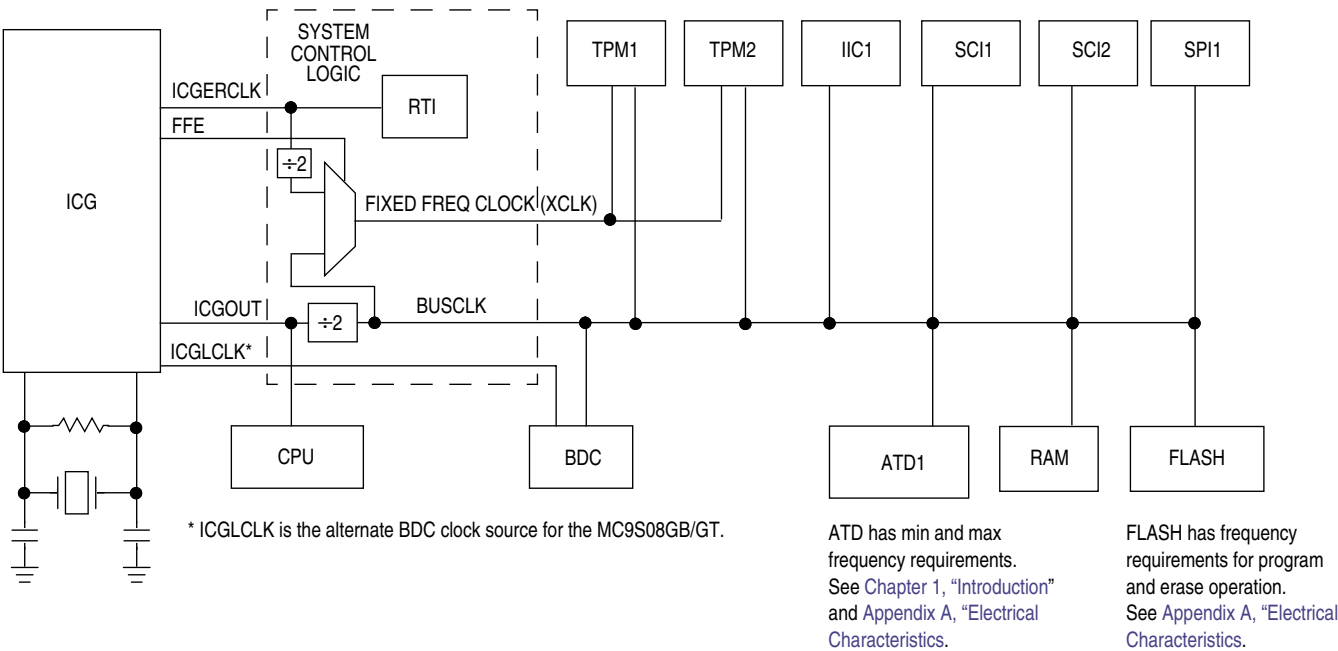 SYSTEM
CONTROL
LOGIC
TPM1
TPM2
IIC1
SCI1
SCI2
SPI1
ICGERCLK
RTI
FFE
÷2
ICG
FIXED FREQ CLOCK (XCLK)
ICGOUT
÷2
BUSCLK
ICGLCLK*
CPU
BDC
ATD1
RAM
FLASH
* ICGLCLK is the alternate BDC clock source for the MC9S08GB/GT.
ATD has min and max
frequency requirements.
See Chapter 1, “Introduction”
and Appendix A, “Electrical
Characteristics.
FLASH has frequency
requirements for program
and erase operation.
See Appendix A, “Electrical
Characteristics.